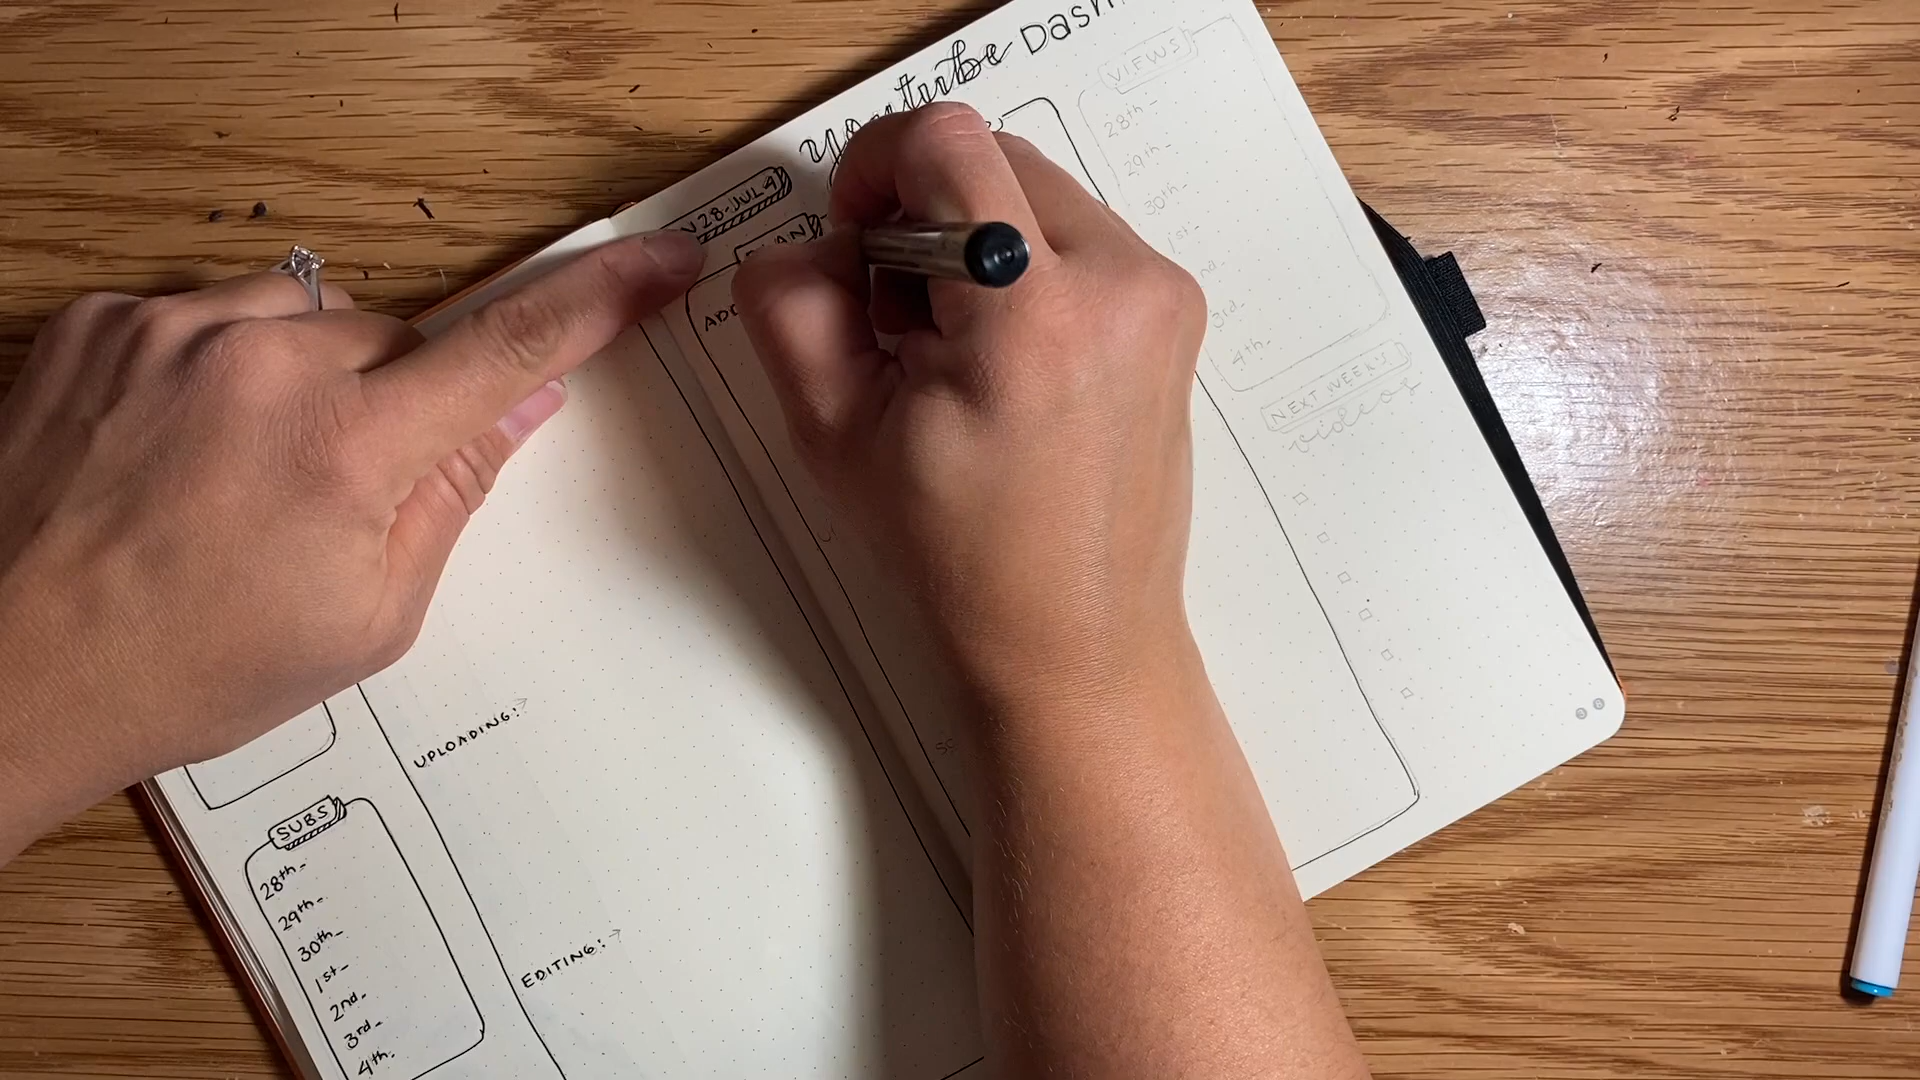 youtube Dash
28-JUL 4
SUBS
28th-
29th-
30th-
1st-
2nd-
3rd-
4th-
UPLOADING:→
EDITING:→
VIEWS
28th-
29th-
30th-
1st-
3rd-
4th-
NEXT WEEK'S
videos
38